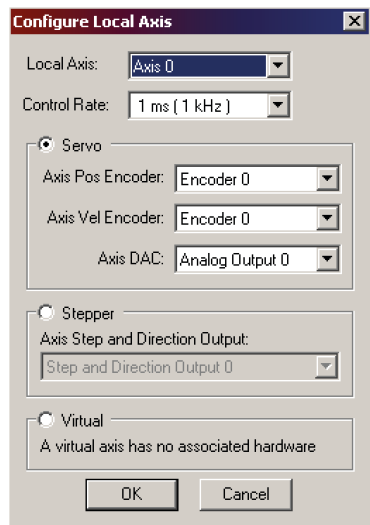 Configure Local Axis
Local Axis: Axis 0
Control Rate: 1 ms ( 1 kHz )
Servo
Axis Pos Encoder: Encoder 0
Axis Vel Encoder: Encoder 0
Axis DAC: Analog Output 0
Stepper
Axis Step and Direction Output:
Step and Direction Output 0
Virtual
A virtual axis has no associated hardware
OK Cancel